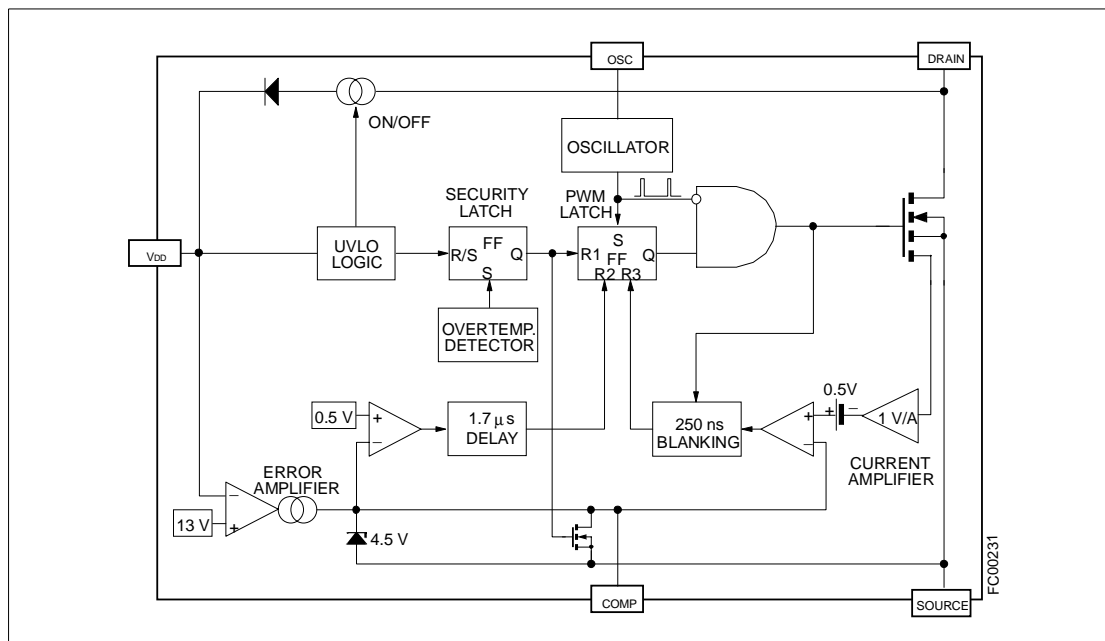 OSC
DRAIN
ON/OFF
OSCILLATOR
SECURITY
LATCH
PWM
LATCH
VDD
UVLO
LOGIC
R/S FF Q
S
S
R1 FF Q
R2 R3
OVERTEMP.
DETECTOR
0.5 V
+
−
1.7 μs
DELAY
250 ns
BLANKING
+
−
0.5V
+ −
1 V/A
CURRENT
AMPLIFIER
ERROR
AMPLIFIER
−
+
13 V
4.5 V
COMP
SOURCE
FC00231